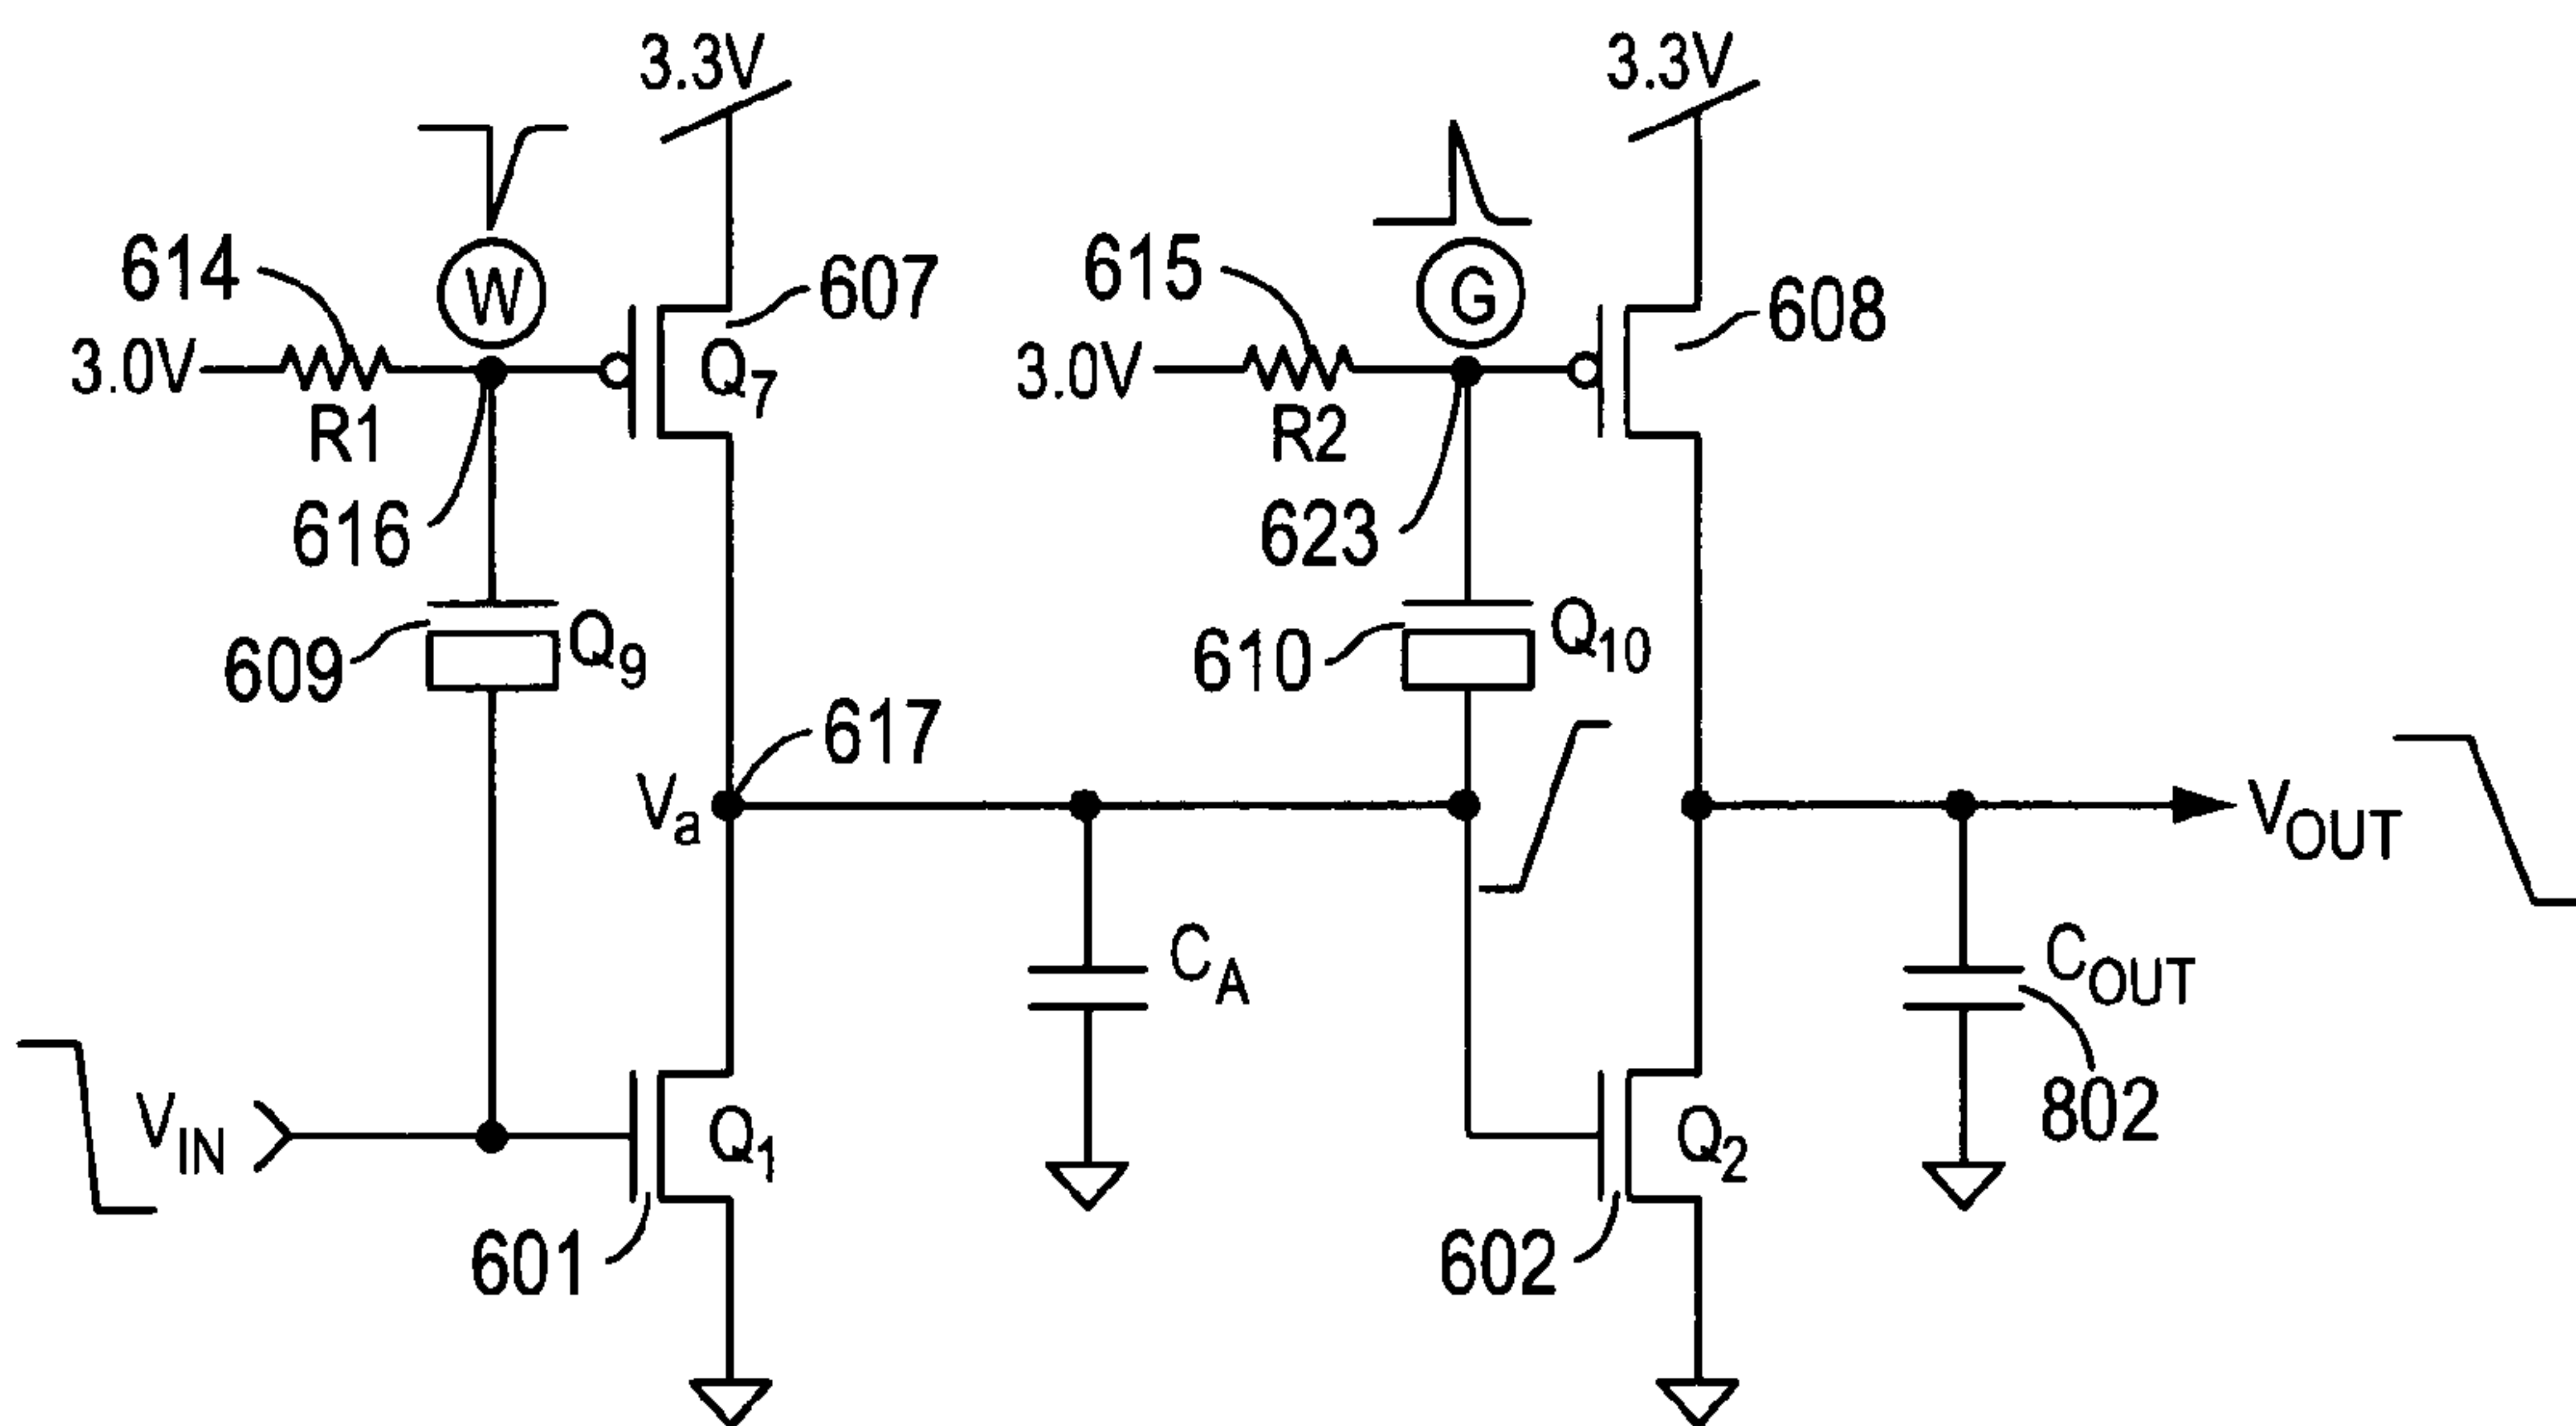 3.3V
3.3V
614
W
607
615
G
608
3.0V
Q7
3.0V
R1
R2
616
623
609
Q9
610
Q10
617
Va
VOUT
CA
COUT
VIN
Q1
Q2
802
601
602